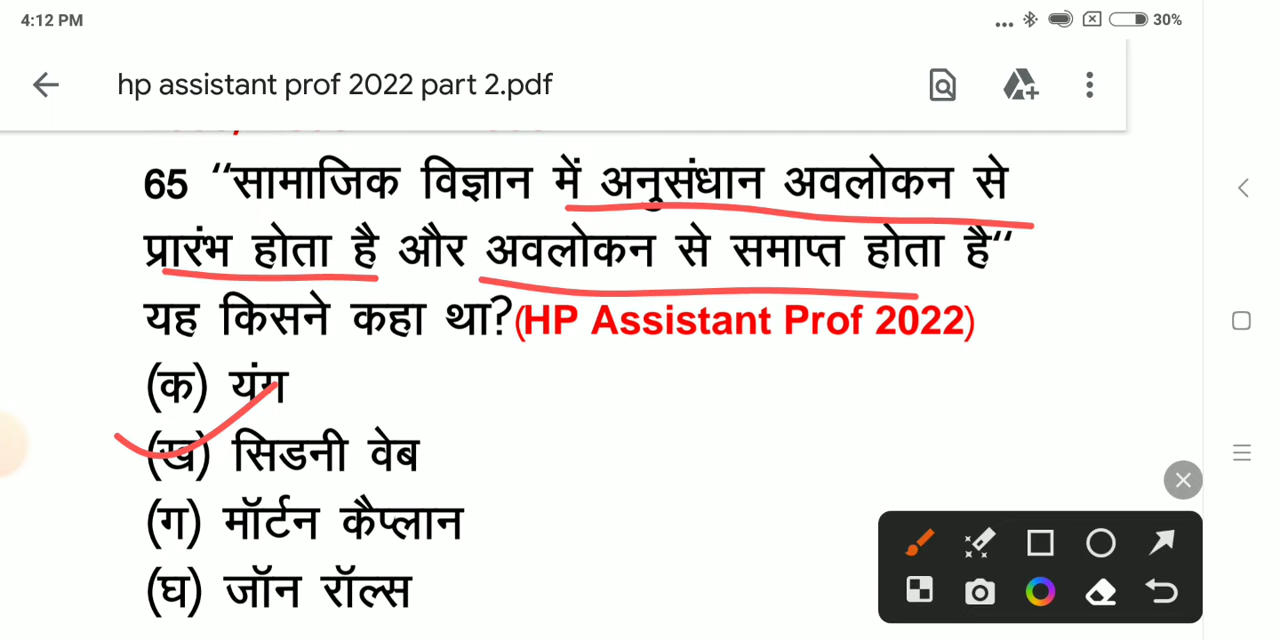 4:12 PM
30%
hp assistant prof 2022 part 2.pdf
65 “सामाजिक विज्ञान में अनुसंधान अवलोकन से
प्रारंभ होता है और अवलोकन से समाप्त होता है“
यह किसने कहा था?(HP Assistant Prof 2022)
(क) यंग
(ख) सिडनी वेब
(ग) मॉर्टन कैप्लान
(घ) जॉन रॉल्स